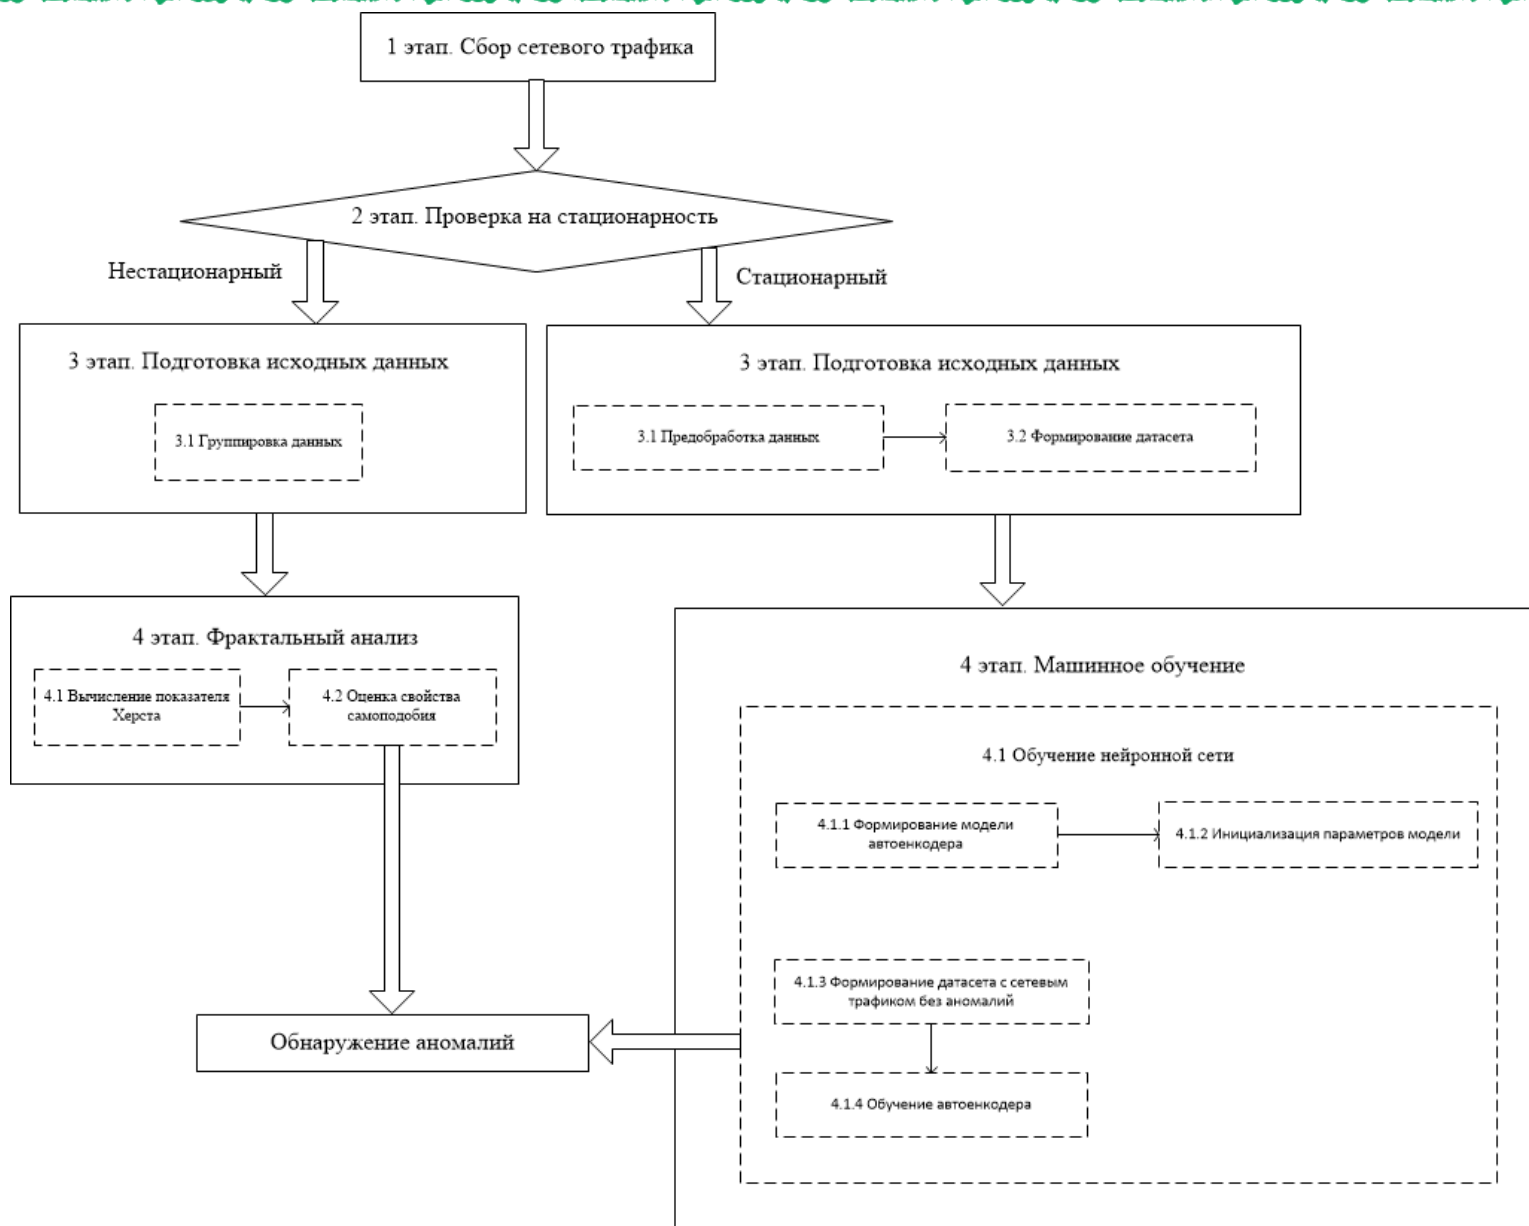 1 этап. Сбор сетевого трафика
2 этап. Проверка на стационарность
Нестационарный
Стационарный
3 этап. Подготовка исходных данных
3.1 Группировка данных
3 этап. Подготовка исходных данных
3.1 Предобработка данных
3.2 Формирование датасета
4 этап. Фрактальный анализ
4.1 Вычисление показателя
Херста
4.2 Оценка свойства
самоподобия
4 этап. Машинное обучение
4.1 Обучение нейронной сети
4.1.1 Формирование модели
автоенкодера
4.1.2 Инициализация параметров модели
4.1.3 Формирование датасета с сетевым
трафиком без аномалий
4.1.4 Обучение автоенкодера
Обнаружение аномалий